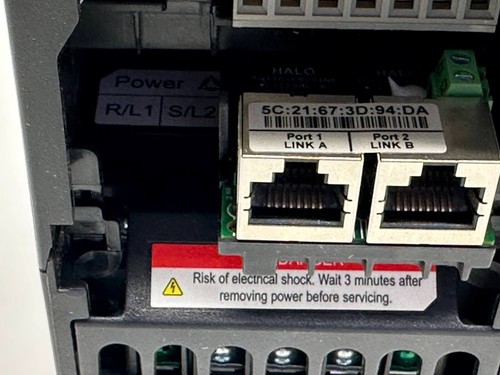 HALO
Power
R/L1 S/L2
5C:21:67:3D:94:DA
Port 1 Port 2
LINK A LINK B
DANGER
Risk of electrical shock. Wait 3 minutes after
removing power before servicing.